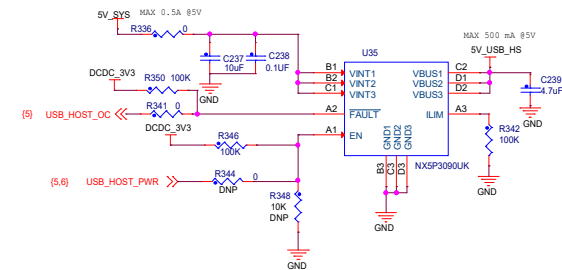 5V_SYS MAX 0.5A @5V
R336 0
MAX 500 mA @5V
5V_USB_HS
C237
10uF
C238
0.1UF
U35
GND
DCDC_3V3
R350 100K
B1
B2
C1
VINT1
VINT2
VINT3
VBUS1
VBUS2
VBUS3
C2
D1
D2
C239
4.7uF
GND
{5} USB_HOST_OC
R341 0
A2
FAULT
ILIM
A3
DCDC_3V3
R346
100K
A1
EN
GND1
GND2
GND3
R342
100K
NX5P3090UK
{5,6} USB_HOST_PWR
R344 0
DNP
B3
C3
D3
GND
R348
10K
DNP
GND
GND